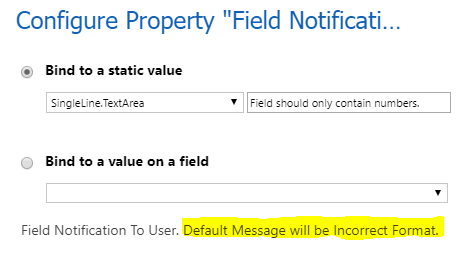 Configure Property "Field Notificati...
Bind to a static value
SingleLine.TextArea Field should only contain numbers.
Bind to a value on a field
Field Notification To User. Default Message will be Incorrect Format.